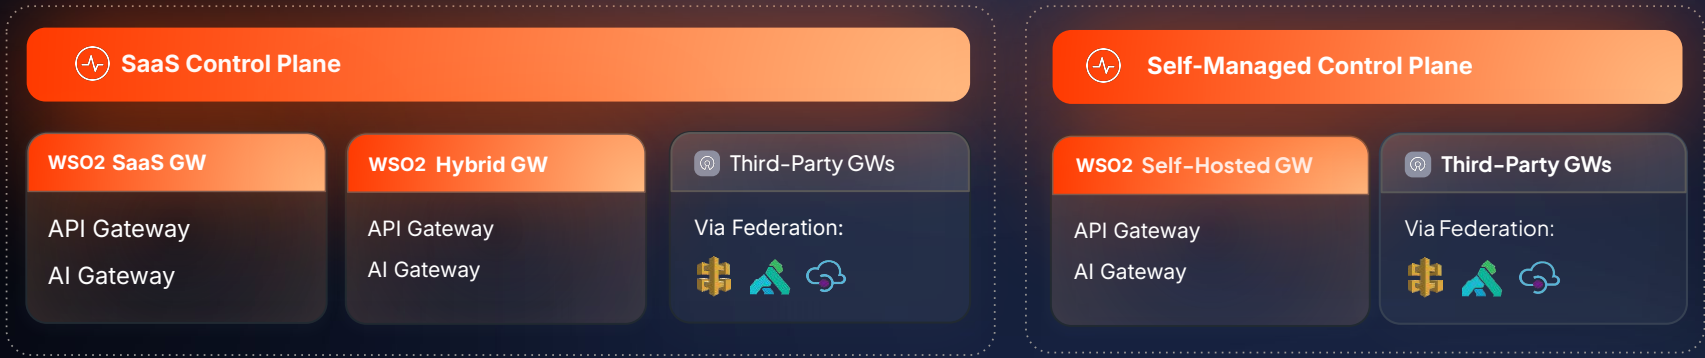 SaaS Control Plane
WSO2 SaaS GW
API Gateway
AI Gateway
WSO2 Hybrid GW
API Gateway
AI Gateway
Third-Party GWs
Via Federation:
Self-Managed Control Plane
WSO2 Self-Hosted GW
API Gateway
AI Gateway
Third-Party GWs
Via Federation: